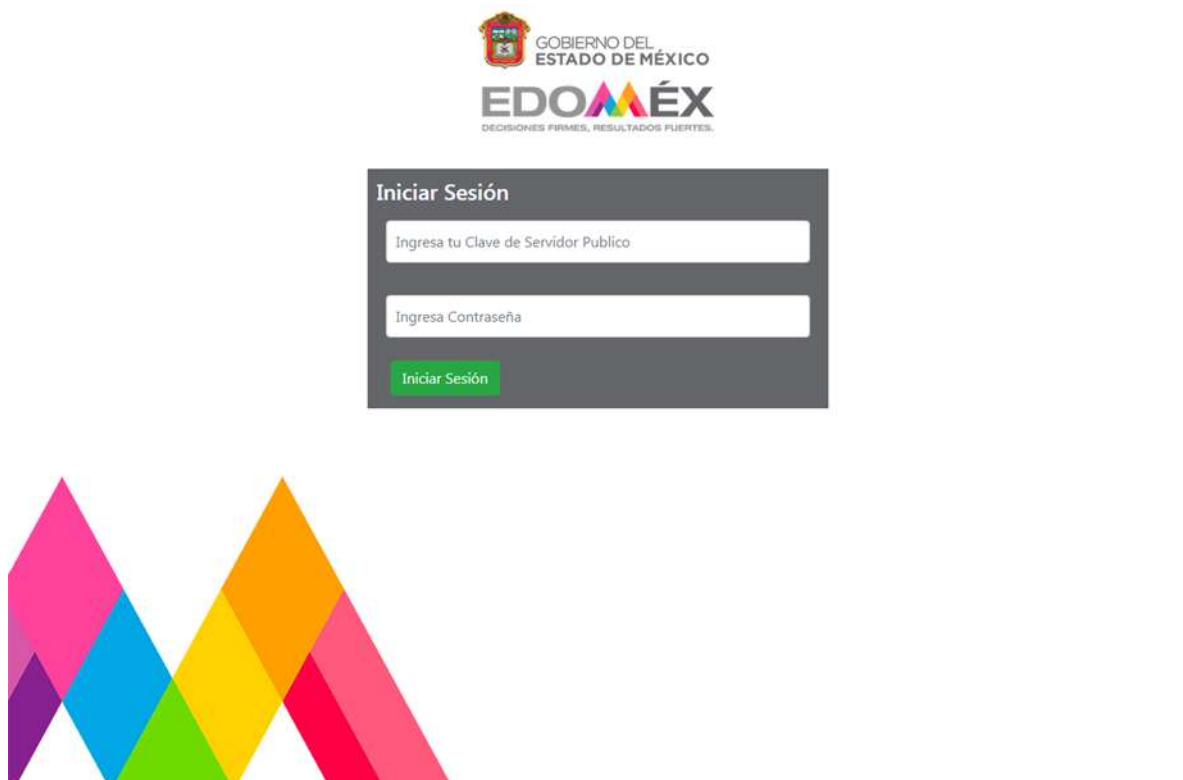 GOBIERNO DEL
ESTADO DE MÉXICO
EDOMÉX
DECISIONES FIRMES, RESULTADOS FUERTES.
Iniciar Sesión
Ingresa tu Clave de Servidor Publico
Ingresa Contraseña
Iniciar Sesión